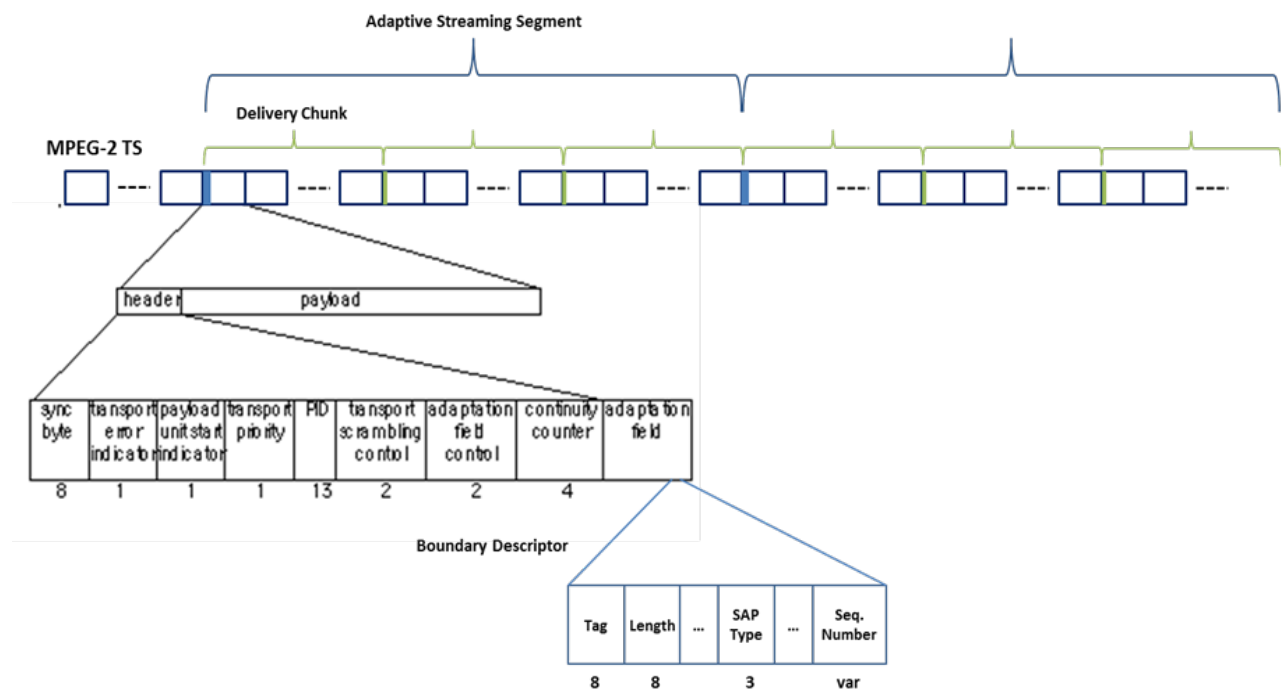 Adaptive Streaming Segment
Delivery Chunk
MPEG-2 TS
header payload
sync byte
transport error indicator
payload unit start indicator
transport priority
PID
transport scrambling control
adaptation field control
continuity counter
adaptation field
8 1 1 1 13 2 2 4
Boundary Descriptor
Tag Length ... SAP Type ... Seq. Number
8 8 3 var